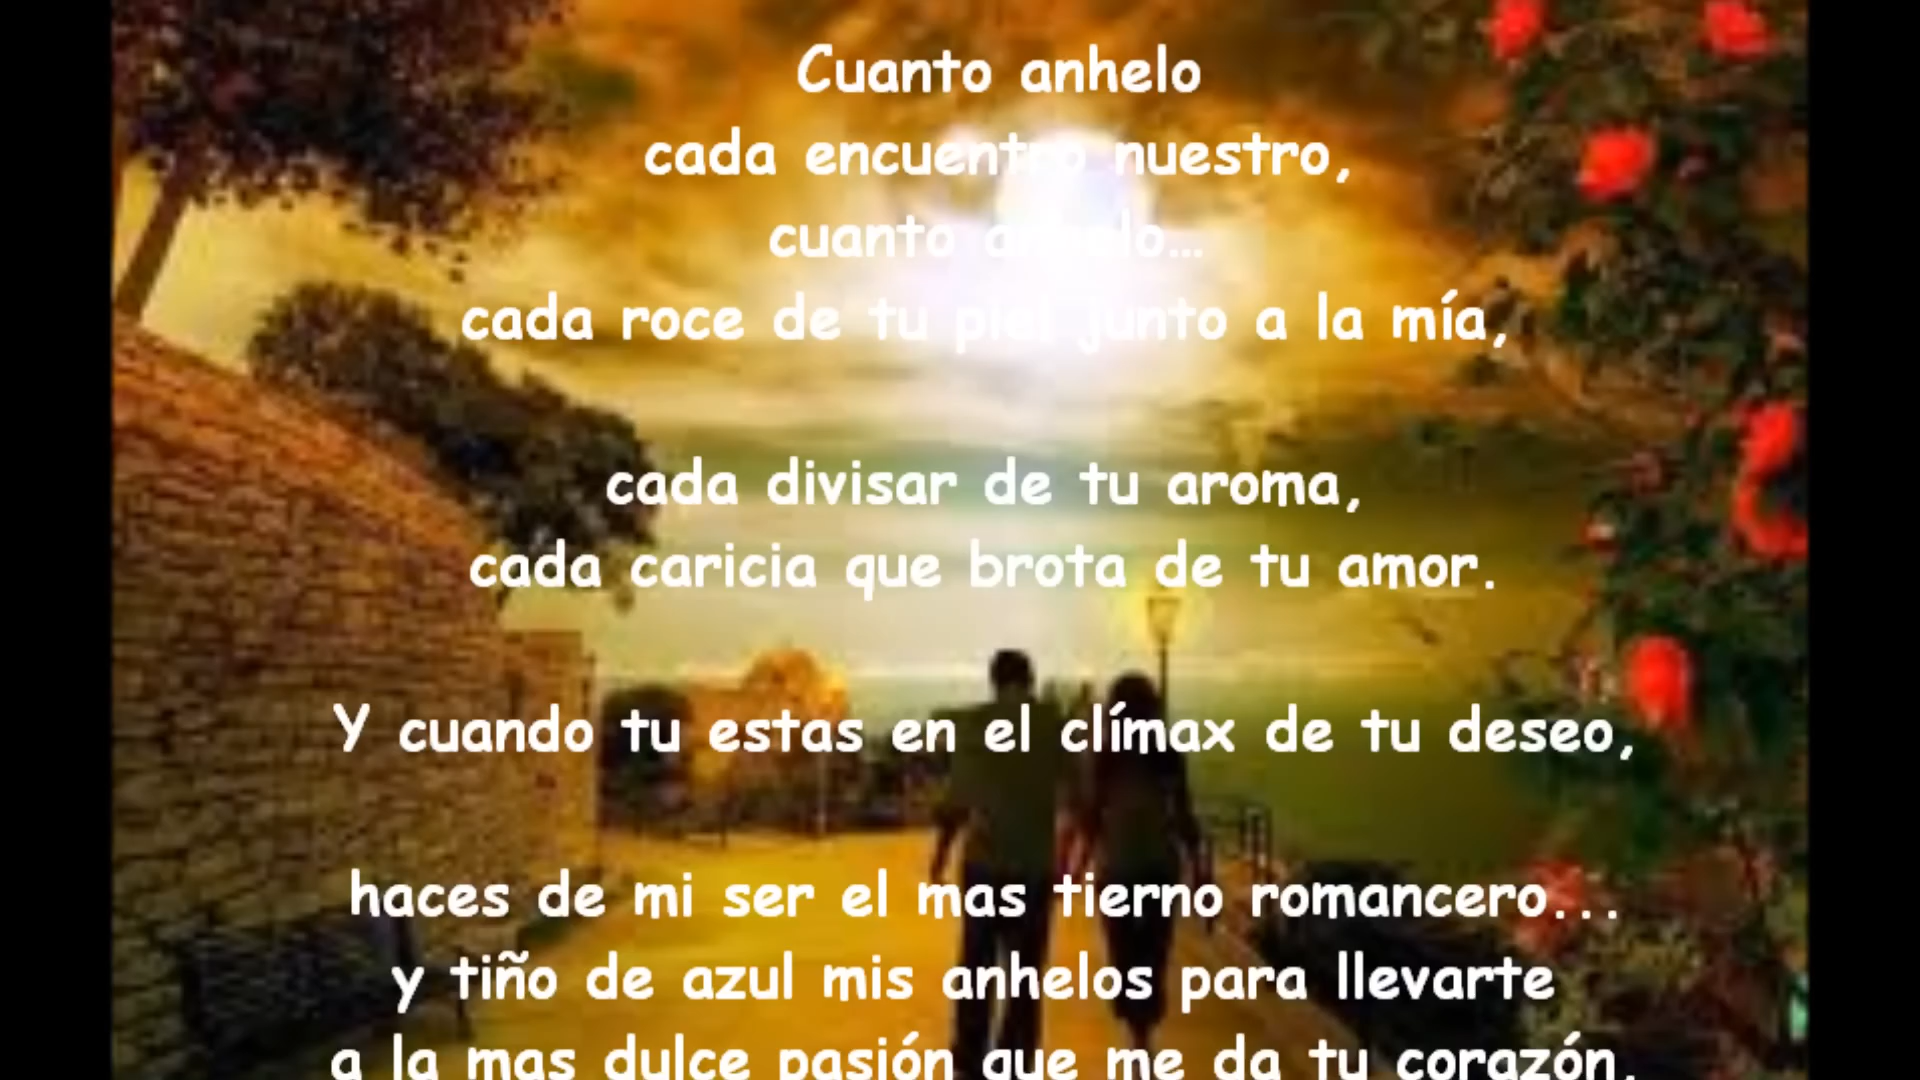 Cuanto anhelo
cada encuentro nuestro,
cuanto anhelo...
cada roce de tu piel junto a la mía,
cada divisar de tu aroma,
cada caricia que brota de tu amor.
Y cuando tu estas en el clímax de tu deseo,
haces de mi ser el mas tierno romancero...
y tiño de azul mis anhelos para llevarte
a la mas dulce pasión que me da tu corazón.